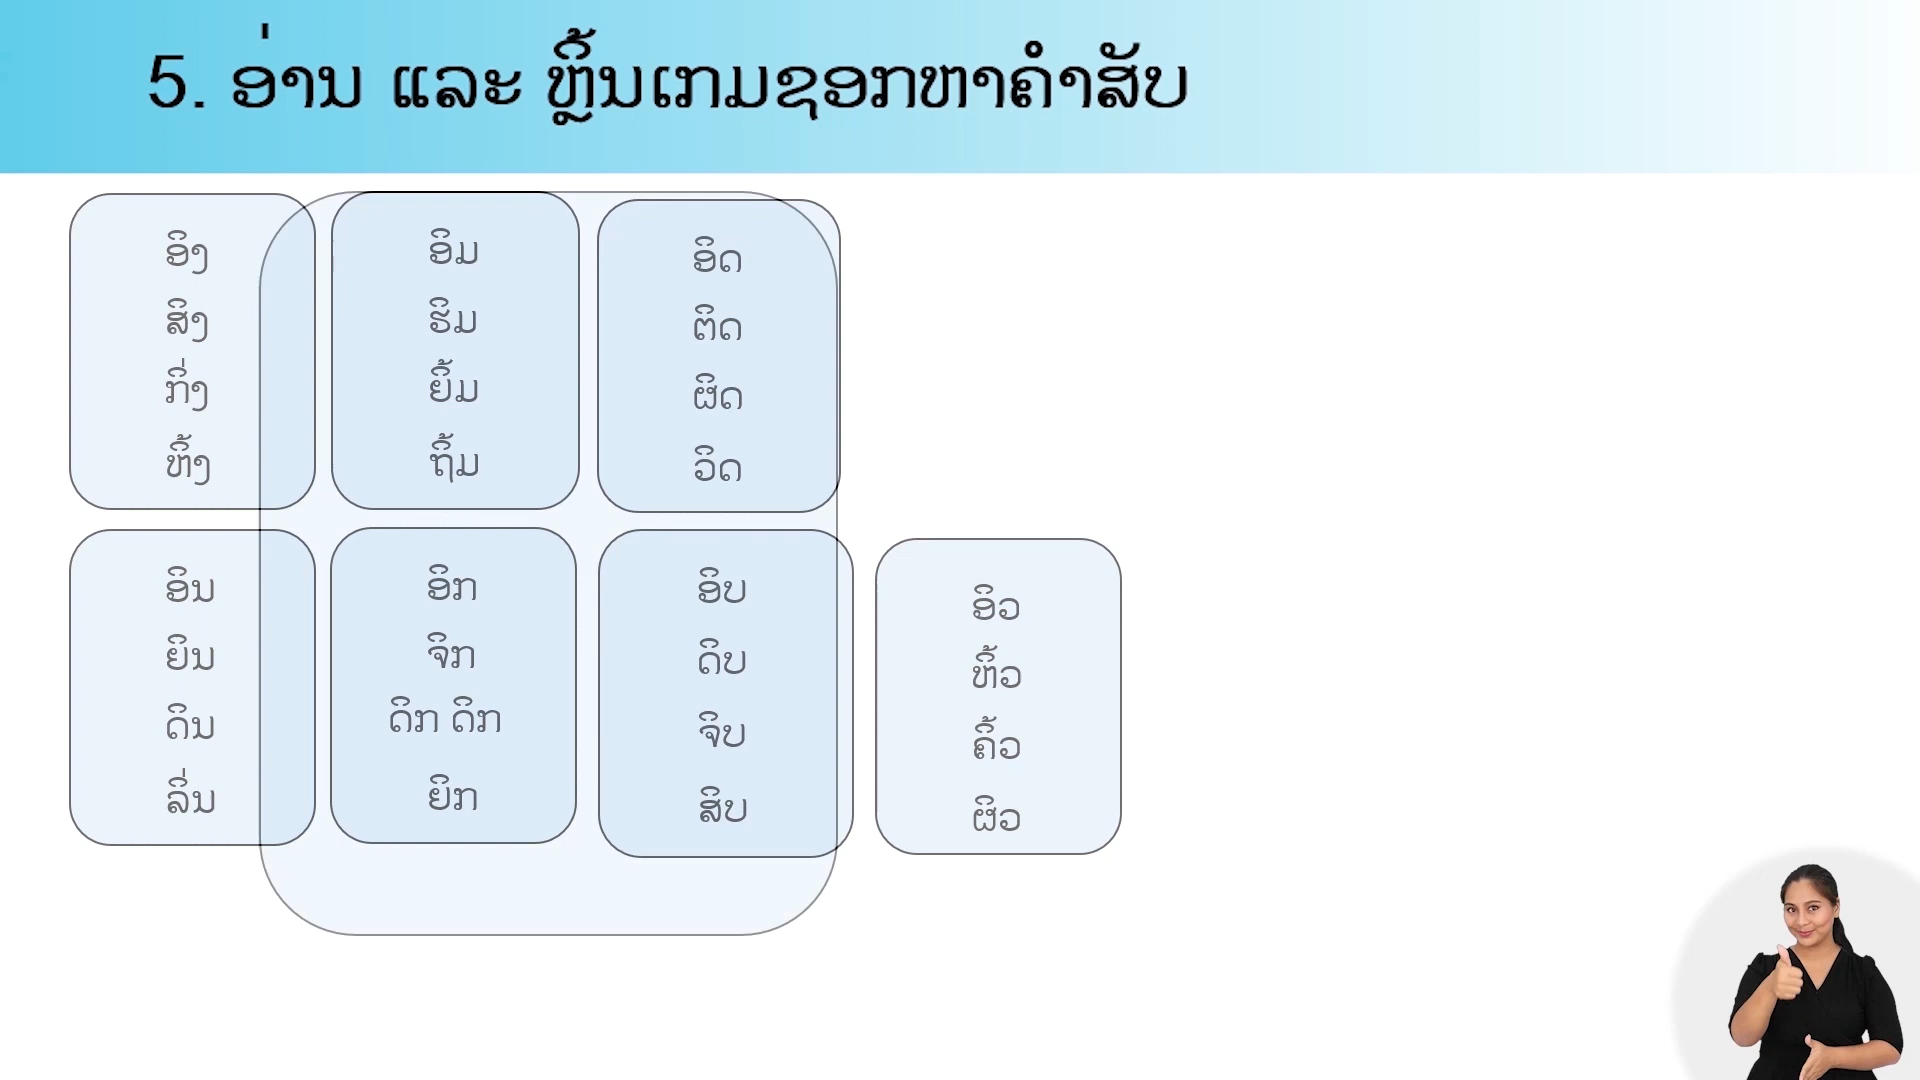 5. ອ່ານ ແລະ ຫຼິ້ນເກມຊອກຫາຄຳສັບ
ອິງ
ສິງ
ກິ່ງ
ຫິ້ງ
ອິມ
ຮິມ
ຍິ້ມ
ຖິ້ມ
ອິດ
ຕິດ
ຜິດ
ວິດ
ອິນ
ຍິນ
ດິນ
ລິ່ນ
ອິກ
ຈິກ
ດິກ ດິກ
ຍິກ
ອິບ
ດິບ
ຈິບ
ສິບ
ອິວ
ຫິ້ວ
ຄິ້ວ
ຜິວ